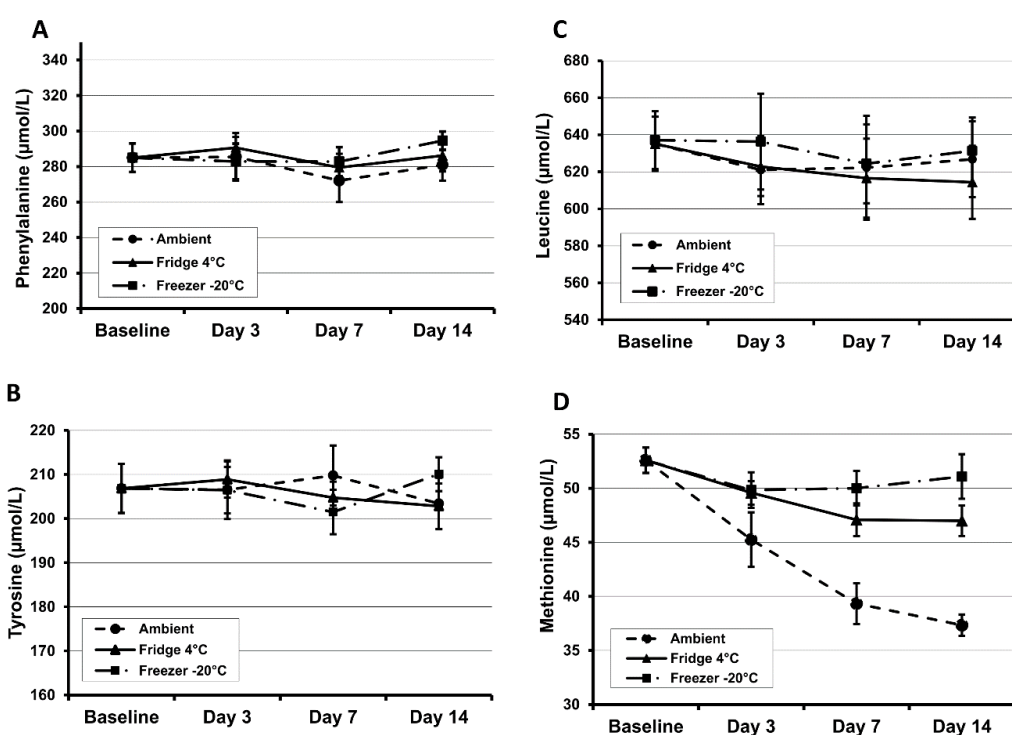 A
Phenylalanine (µmol/L)
340
320
300
280
260
240
220
200
Ambient
Fridge 4°C
Freezer -20°C
Baseline
Day 3
Day 7
Day 14
B
Tyrosine (µmol/L)
220
210
200
190
180
170
160
Ambient
Fridge 4°C
Freezer -20°C
Baseline
Day 3
Day 7
Day 14
C
Leucine (µmol/L)
680
660
640
620
600
580
560
540
Ambient
Fridge 4°C
Freezer -20°C
Baseline
Day 3
Day 7
Day 14
D
Methionine (µmol/L)
55
50
45
40
35
30
Ambient
Fridge 4°C
Freezer -20°C
Baseline
Day 3
Day 7
Day 14